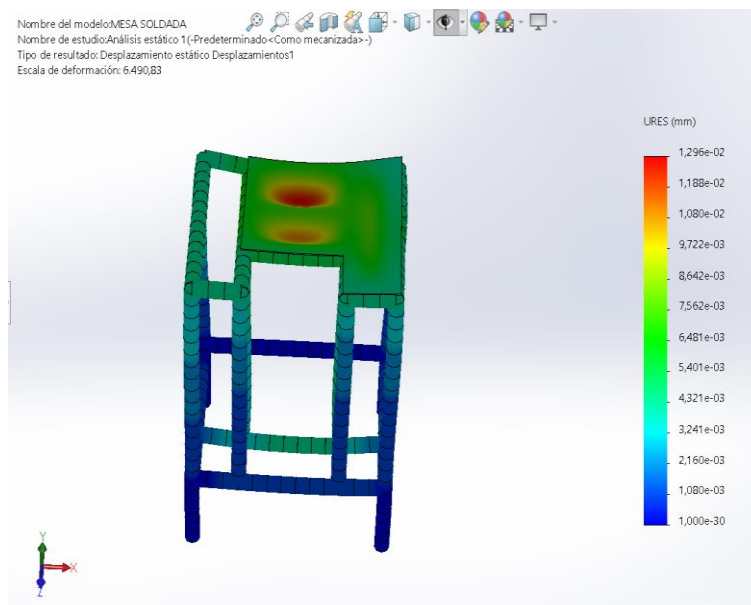 Nombre del modelo:MESA SOLDADA
Nombre de estudio:Análisis estático 1(-Predeterminado<Como mecanizada>-)
Tipo de resultado: Desplazamiento estático Desplazamientos1
Escala de deformación: 6.490,83
URES (mm)
1,296e-02
1,188e-02
1,080e-02
9,722e-03
8,642e-03
7,562e-03
6,481e-03
5,401e-03
4,321e-03
3,241e-03
2,160e-03
1,080e-03
1,000e-30
Y
X
Z